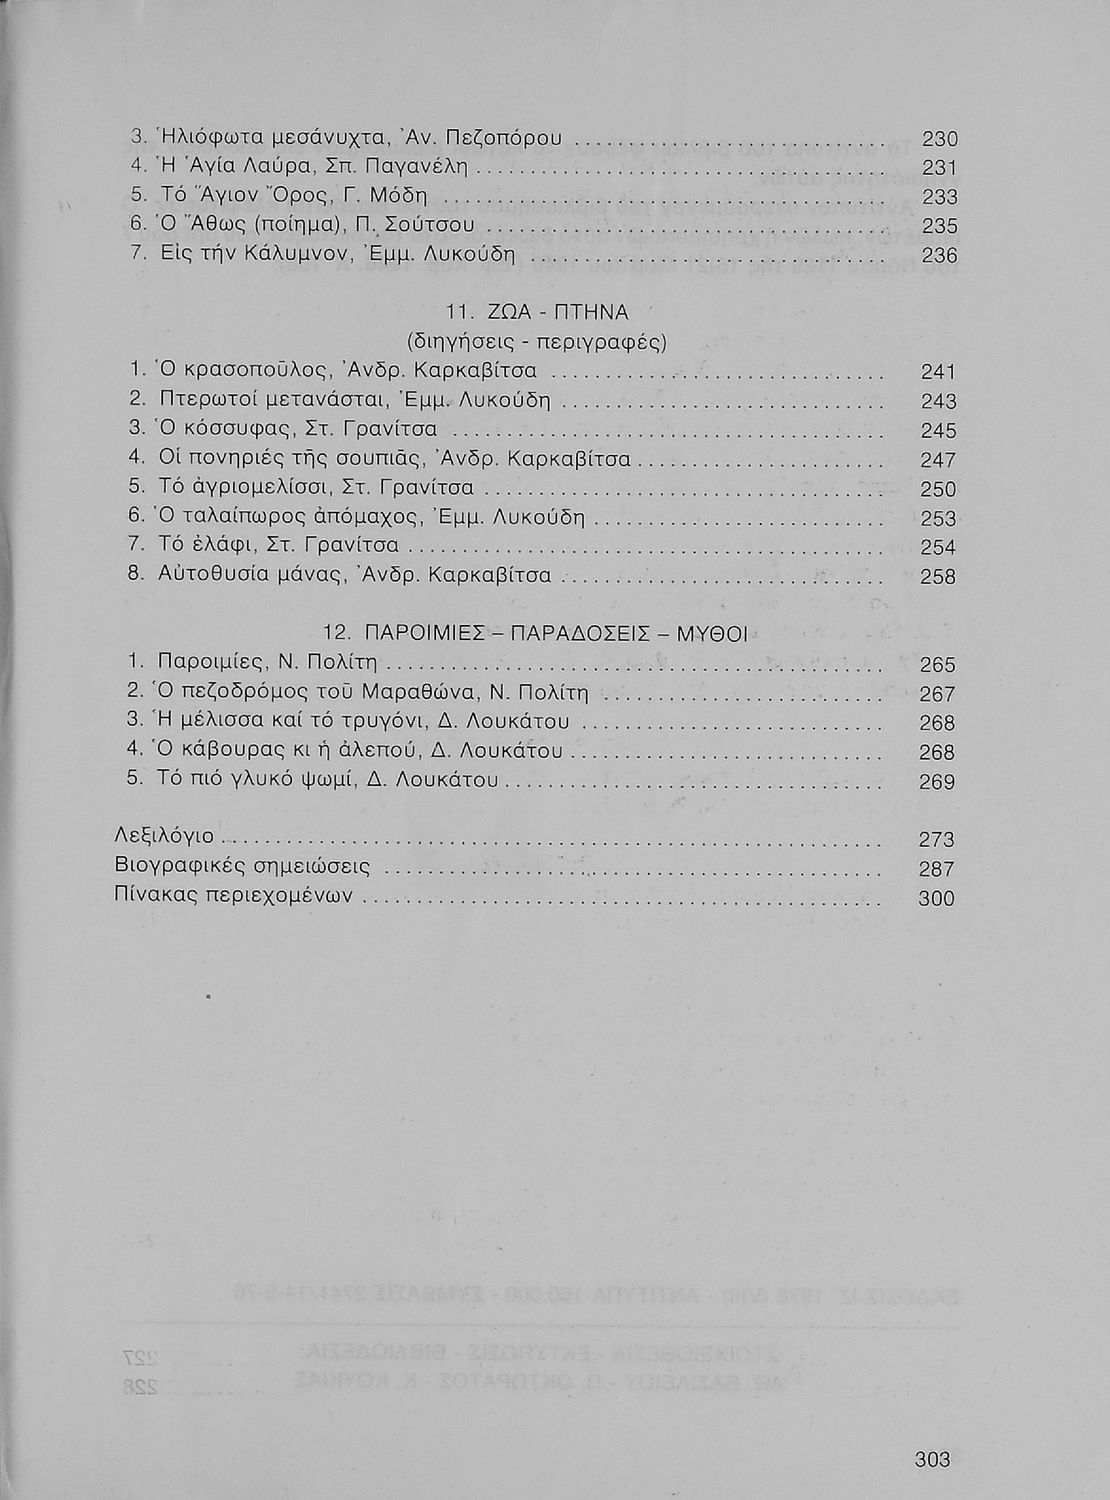 3. Ἡλιόφωτα μεσάνυχτα, Ἀν. Πεζοπόρου ........ 230
4. Ἡ Ἁγία Λαύρα, Σπ. Παγανέλη ........ 231
5. Τό Ἅγιον Ὄρος, Γ. Μόδη ........ 233
6. Ὁ Ἄθως (ποίημα), Π. Σούτσου ........ 235
7. Εἰς τήν Κάλυμνον, Ἐμμ. Λυκούδη ........ 236
11. ΖΩΑ - ΠΤΗΝΑ
(διηγήσεις - περιγραφές)
1. Ὁ κρασοπούλος, Ἀνδρ. Καρκαβίτσα ........ 241
2. Πτερωτοί μετανάσται, Ἐμμ. Λυκούδη ........ 243
3. Ὁ κόσσυφας, Στ. Γρανίτσα ........ 245
4. Οἱ πονηριές τῆς σουπιᾶς, Ἀνδρ. Καρκαβίτσα ........ 247
5. Τό ἀγριομελίσσι, Στ. Γρανίτσα ........ 250
6. Ὁ ταλαίπωρος ἀπόμαχος, Ἐμμ. Λυκούδη ........ 253
7. Τό ἐλάφι, Στ. Γρανίτσα ........ 254
8. Αὐτοθυσία μάνας, Ἀνδρ. Καρκαβίτσα ........ 258
12. ΠΑΡΟΙΜΙΕΣ – ΠΑΡΑΔΟΣΕΙΣ – ΜΥΘΟΙ
1. Παροιμίες, Ν. Πολίτη ........ 265
2. Ὁ πεζοδρόμος τοῦ Μαραθώνα, Ν. Πολίτη ........ 267
3. Ἡ μέλισσα καί τό τρυγόνι, Δ. Λουκάτου ........ 268
4. Ὁ κάβουρας κι ἡ ἀλεπού, Δ. Λουκάτου ........ 268
5. Τό πιό γλυκό ψωμί, Δ. Λουκάτου ........ 269
Λεξιλόγιο ........ 273
Βιογραφικές σημειώσεις ........ 287
Πίνακας περιεχομένων ........ 300
303